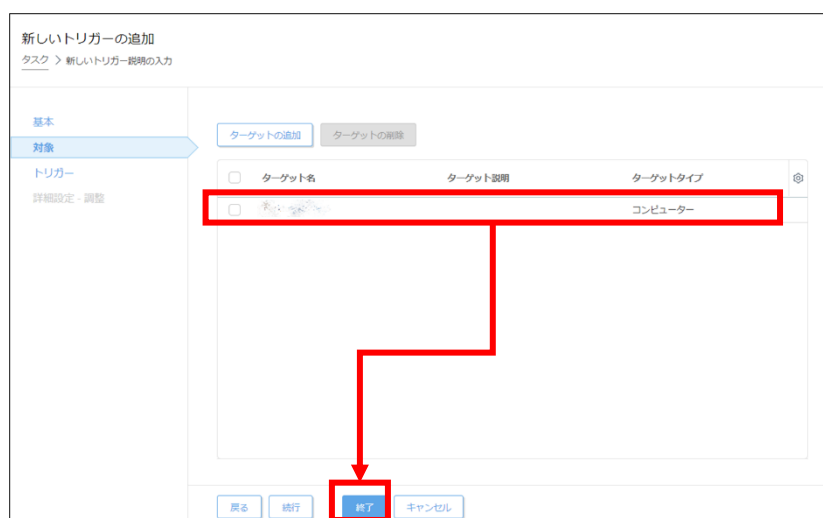 新しいトリガーの追加
タスク > 新しいトリガー説明の入力
基本
対象
トリガー
詳細設定 - 調整
ターゲットの追加 ターゲットの削除
ターゲット名 ターゲット説明 ターゲットタイプ
コンピューター
戻る 続行 終了 キャンセル